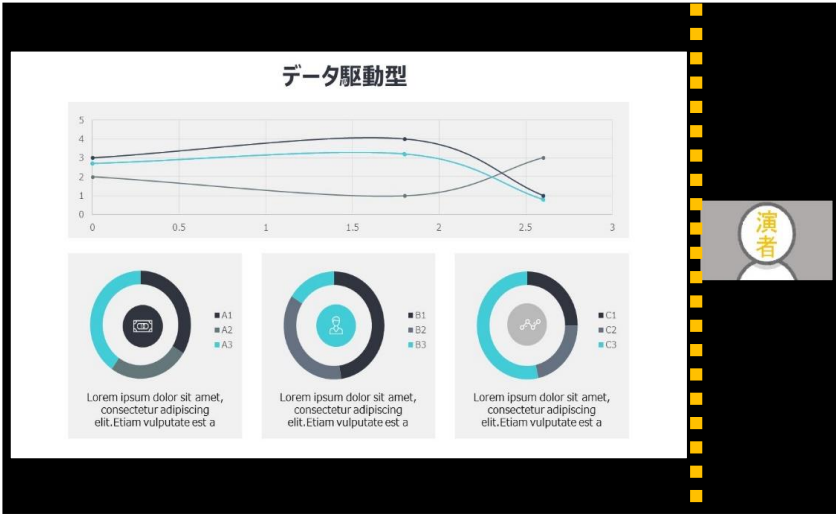 データ駆動型
5
4
3
2
1
0
0 0.5 1 1.5 2 2.5 3
A1
A2
A3
Lorem ipsum dolor sit amet,
consectetur adipiscing
elit.Etiam vulputate est a
B1
B2
B3
Lorem ipsum dolor sit amet,
consectetur adipiscing
elit.Etiam vulputate est a
C1
C2
C3
Lorem ipsum dolor sit amet,
consectetur adipiscing
elit.Etiam vulputate est a
演
者